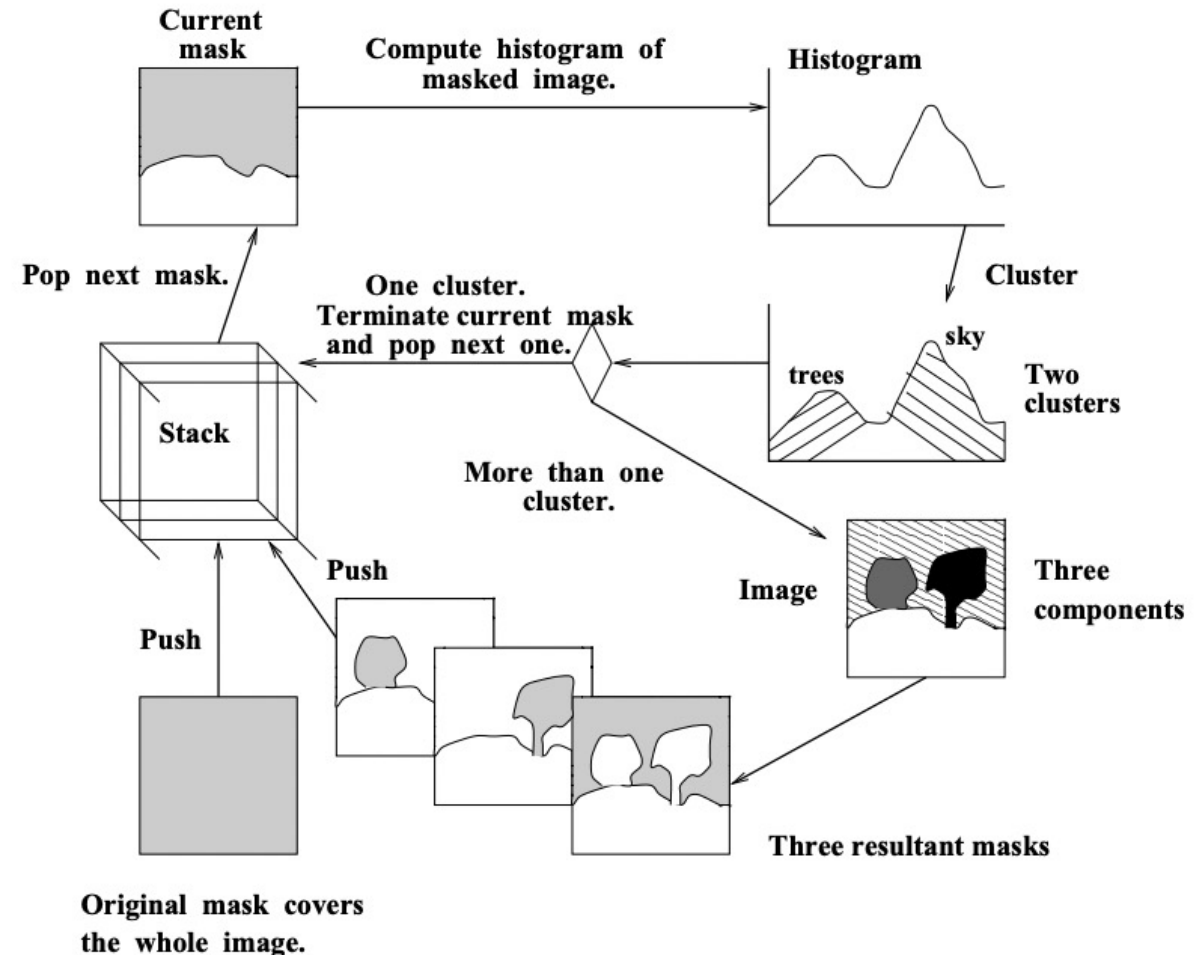 Current
mask
Compute histogram of
masked image.
Histogram
Pop next mask.
One cluster.
Terminate current mask
and pop next one.
Cluster
sky
trees
Two
clusters
Stack
More than one
cluster.
Push
Image
Three
components
Push
Three resultant masks
Original mask covers
the whole image.